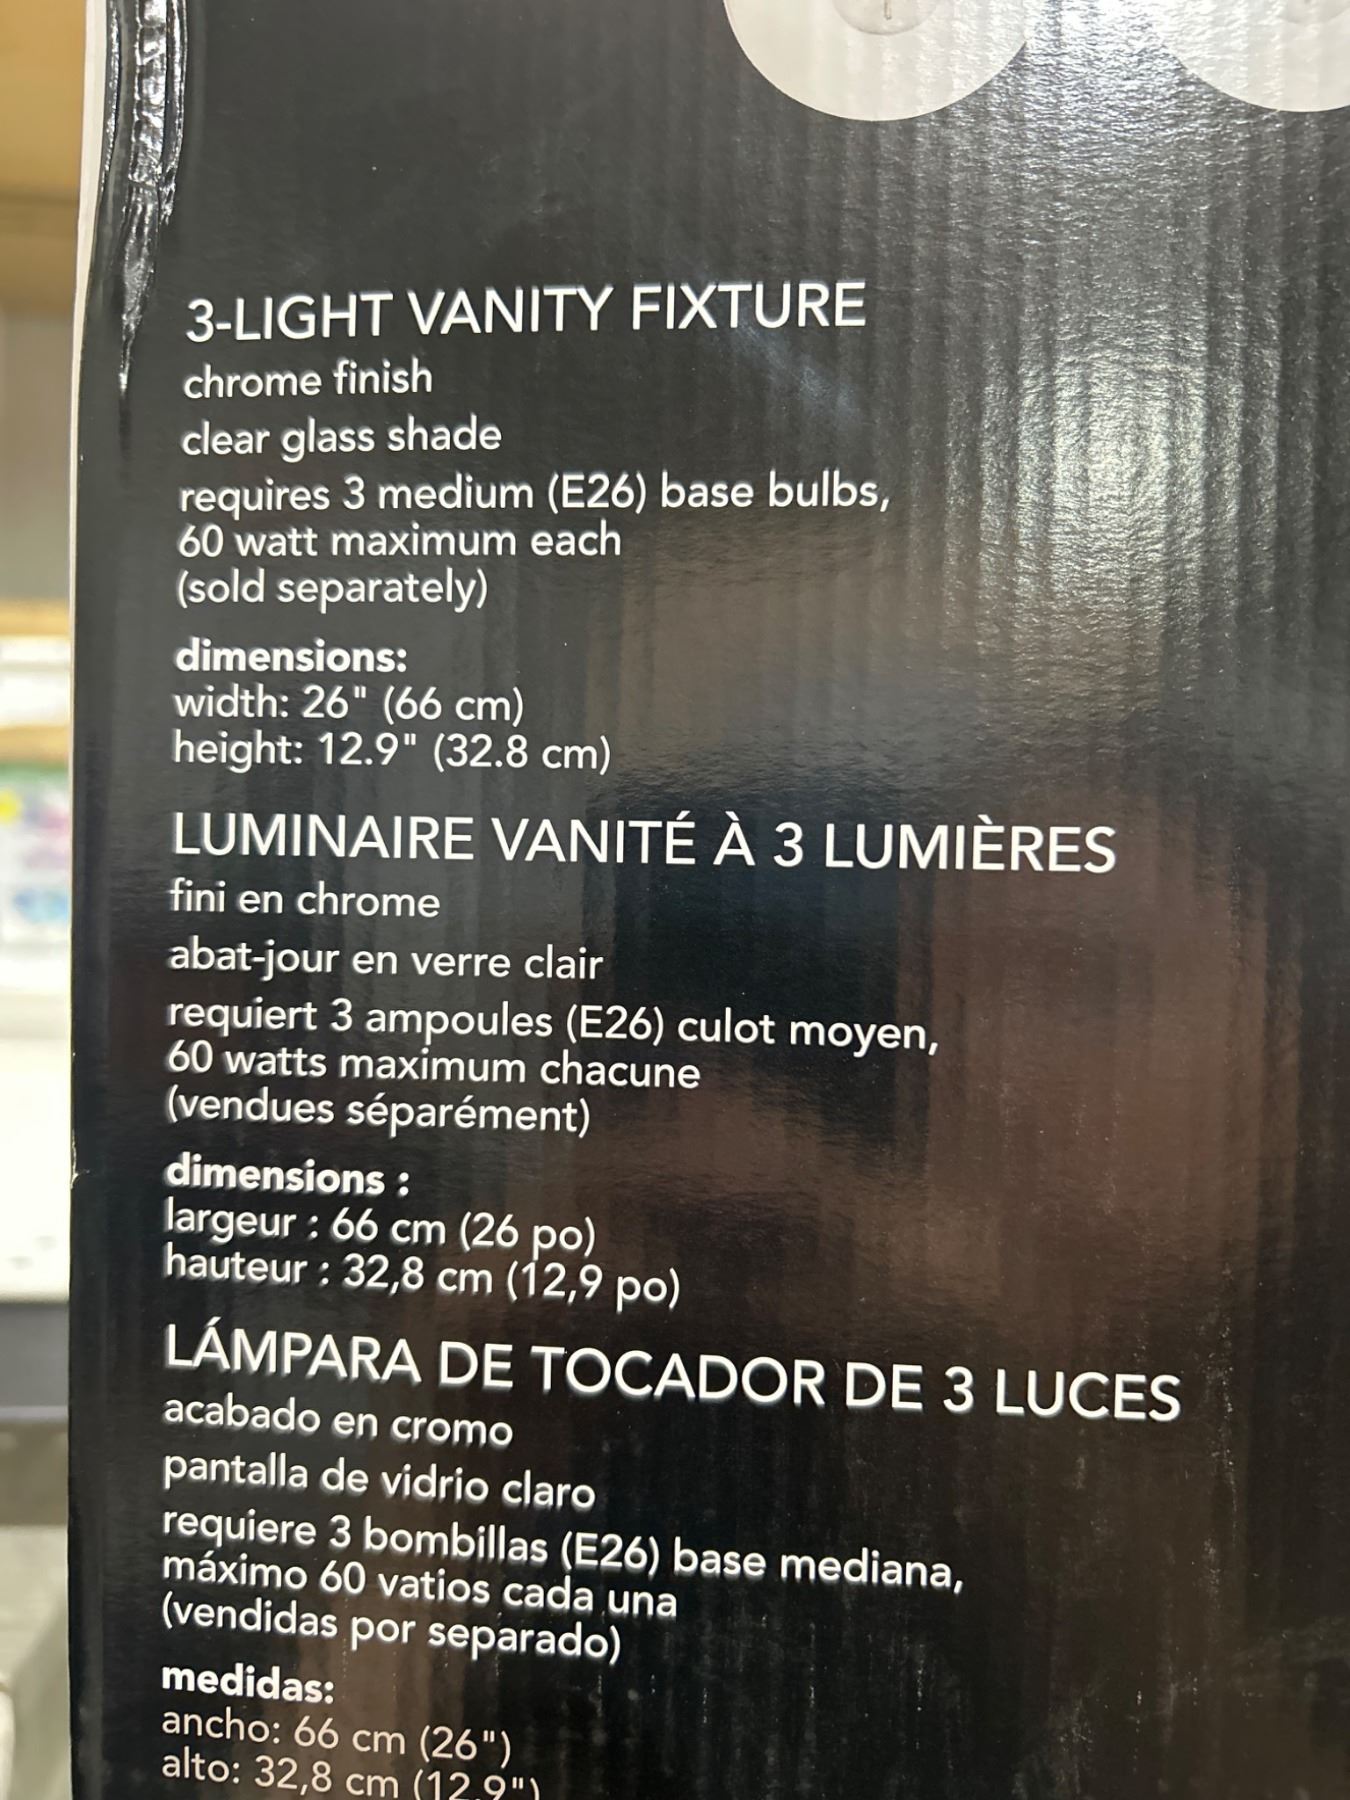 3-LIGHT VANITY FIXTURE
chrome finish
clear glass shade
requires 3 medium (E26) base bulbs,
60 watt maximum each
(sold separately)
dimensions:
width: 26" (66 cm)
height: 12.9" (32.8 cm)
LUMINAIRE VANITÉ À 3 LUMIÈRES
fini en chrome
abat-jour en verre clair
requiert 3 ampoules (E26) culot moyen,
60 watts maximum chacune
(vendues séparément)
dimensions :
largeur : 66 cm (26 po)
hauteur : 32,8 cm (12,9 po)
LÁMPARA DE TOCADOR DE 3 LUCES
acabado en cromo
pantalla de vidrio claro
requiere 3 bombillas (E26) base mediana,
máximo 60 vatios cada una
(vendidas por separado)
medidas:
ancho: 66 cm (26")
alto: 32,8 cm (12.9")